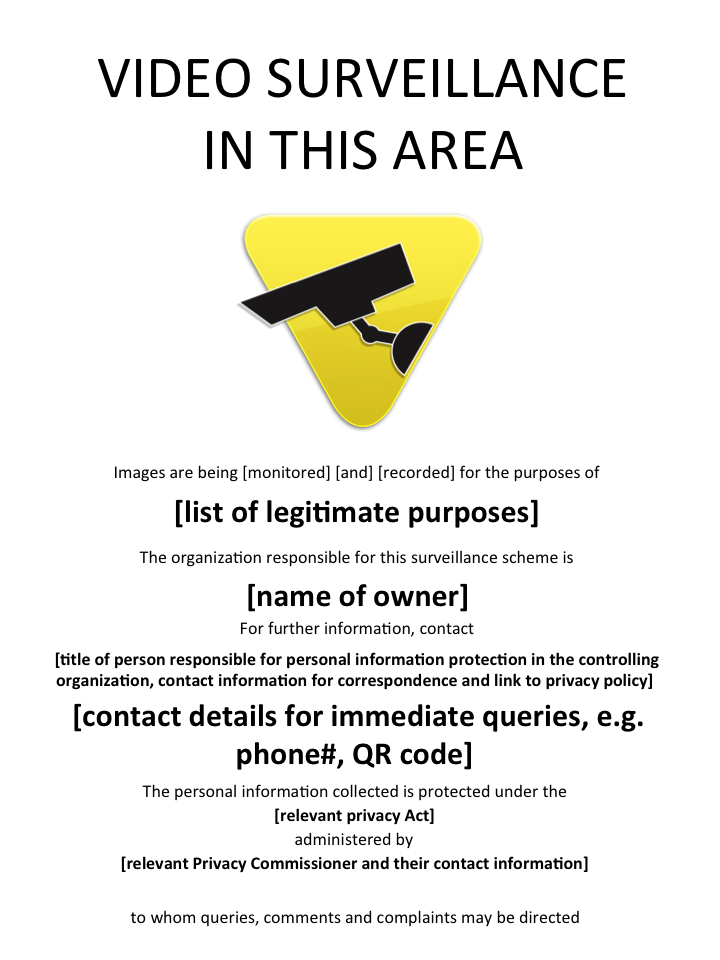 VIDEO SURVEILLANCE
IN THIS AREA
Images are being [monitored] [and] [recorded] for the purposes of
[list of legitimate purposes]
The organization responsible for this surveillance scheme is
[name of owner]
For further information, contact
[title of person responsible for personal information protection in the controlling
organization, contact information for correspondence and link to privacy policy]
[contact details for immediate queries, e.g.
phone#, QR code]
The personal information collected is protected under the
[relevant privacy Act]
administered by
[relevant Privacy Commissioner and their contact information]
to whom queries, comments and complaints may be directed